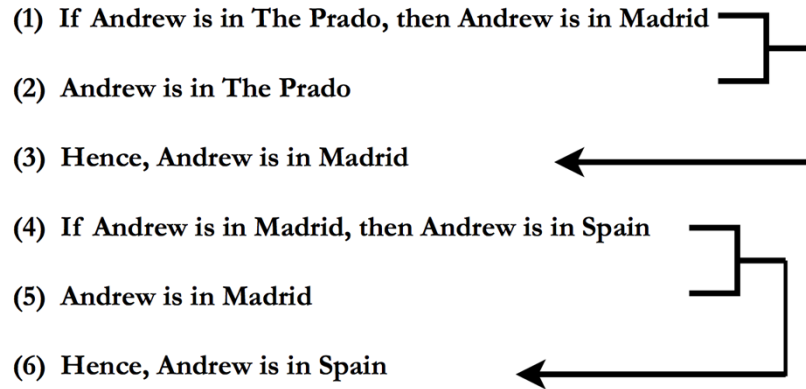 (1) If Andrew is in The Prado, then Andrew is in Madrid
(2) Andrew is in The Prado
(3) Hence, Andrew is in Madrid
(4) If Andrew is in Madrid, then Andrew is in Spain
(5) Andrew is in Madrid
(6) Hence, Andrew is in Spain